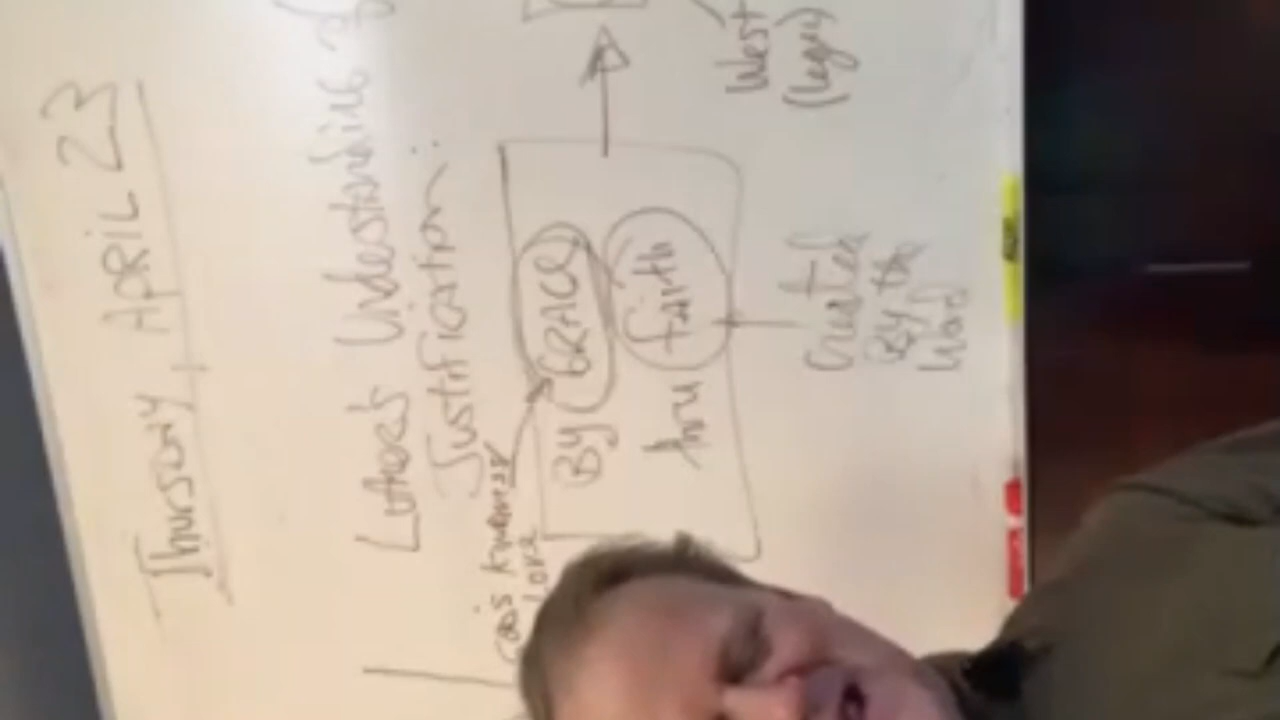 THURSDAY, APRIL 23
Luther's Understanding of
Justification:
God's kindness
Love
By GRACE
thru faith
Created
By the
Word
West
(legal)